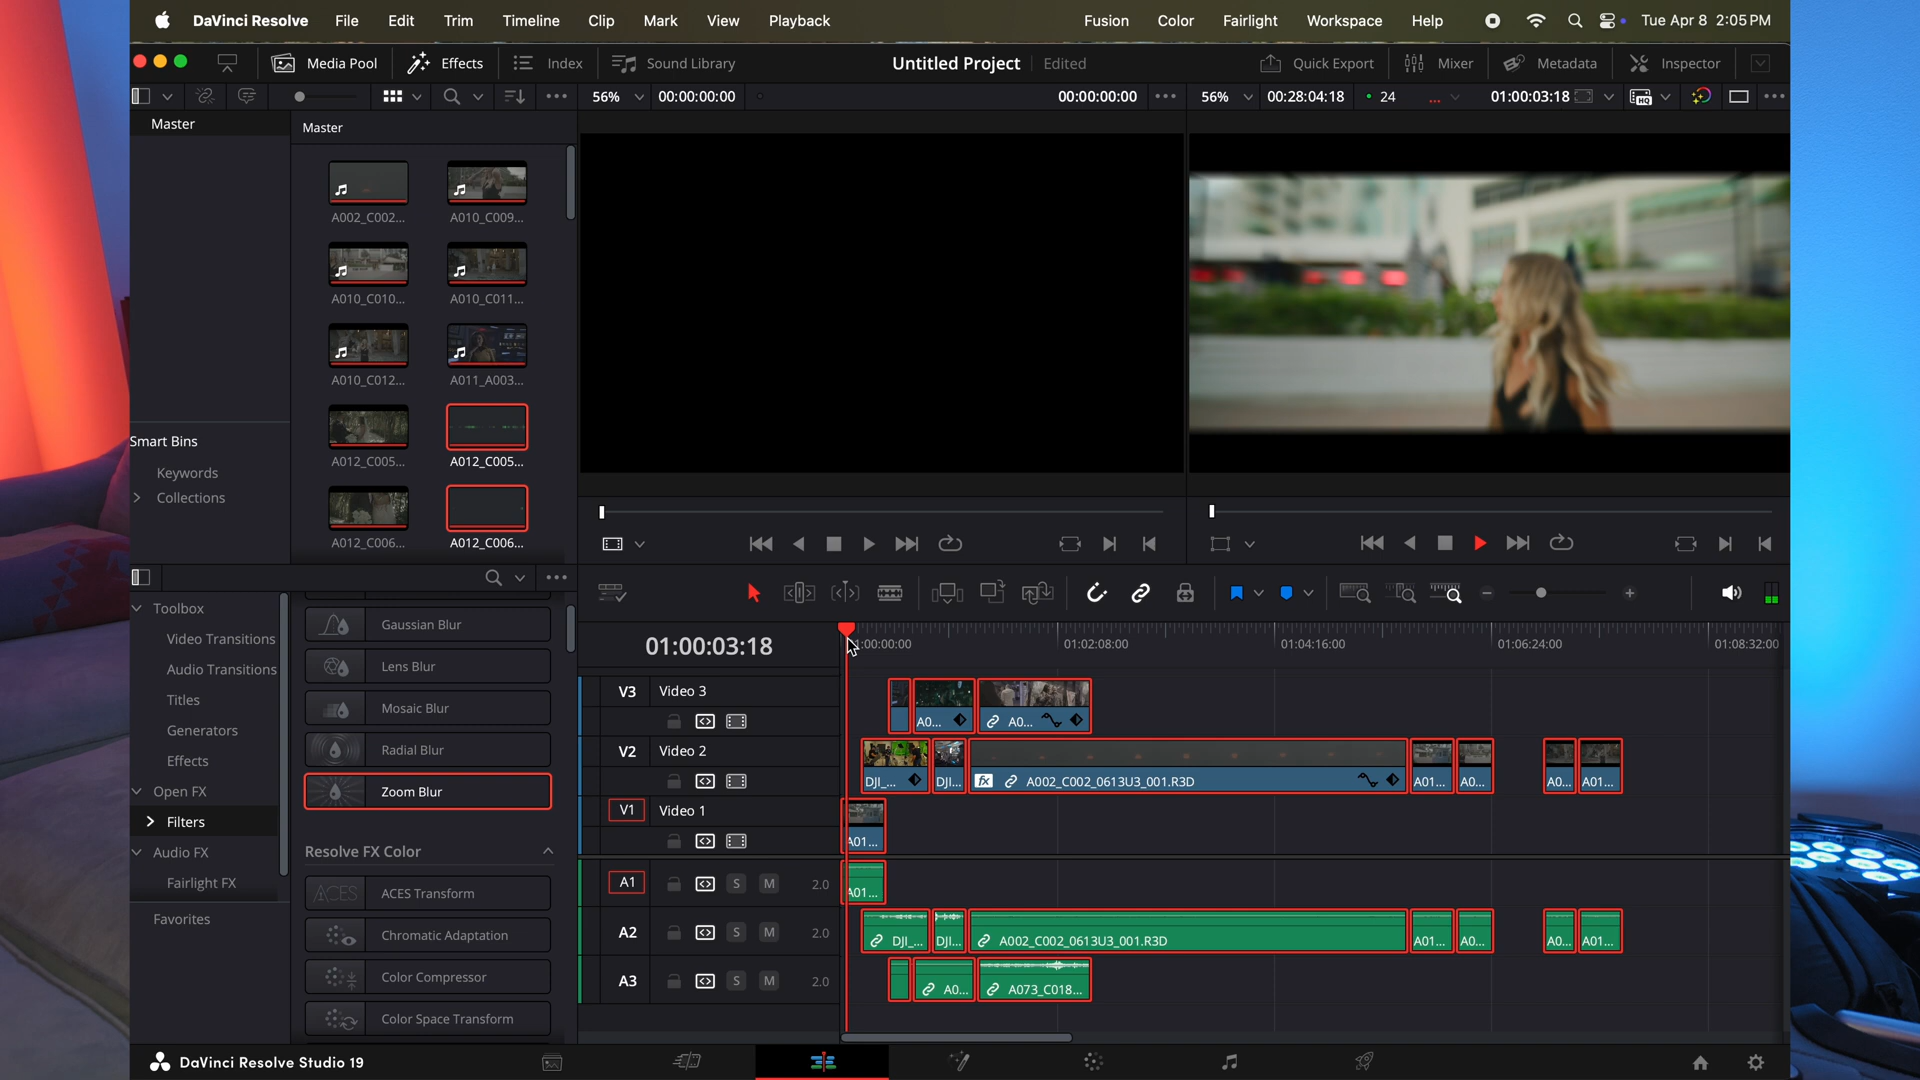 DaVinci Resolve File Edit Trim Timeline Clip Mark View Playback Fusion Color Fairlight Workspace Help Tue Apr 8 2:05 PM
Media Pool Effects Index Sound Library Untitled Project Edited Quick Export Mixer Metadata Inspector
56% 00:00:00:00 00:00:00:00 56% 00:28:04:18 24 ... 01:00:03:18 HQ
Master
Master
A002_C002... A010_C009...
A010_C010... A010_C011...
A010_C012... A011_A003...
A012_C005... A012_C005...
A012_C006... A012_C006...
Smart Bins
Keywords
Collections
Toolbox
Video Transitions
Audio Transitions
Titles
Generators
Effects
Open FX
Filters
Audio FX
Fairlight FX
Favorites
Gaussian Blur
Lens Blur
Mosaic Blur
Radial Blur
Zoom Blur
Resolve FX Color
ACES ACES Transform
Chromatic Adaptation
Color Compressor
Color Space Transform
01:00:03:18
1:00:00:00 01:02:08:00 01:04:16:00 01:06:24:00 01:08:32:00
V3 Video 3
A0... A0...
V2 Video 2
DJI_... DJI... fx A002_C002_0613U3_001.R3D A01... A0... A0... A01...
V1 Video 1
A01...
A1 S M 2.0 A01...
A2 S M 2.0 DJI_... DJI... A002_C002_0613U3_001.R3D A01... A0... A0... A01...
A3 S M 2.0 A0... A073_C018...
DaVinci Resolve Studio 19